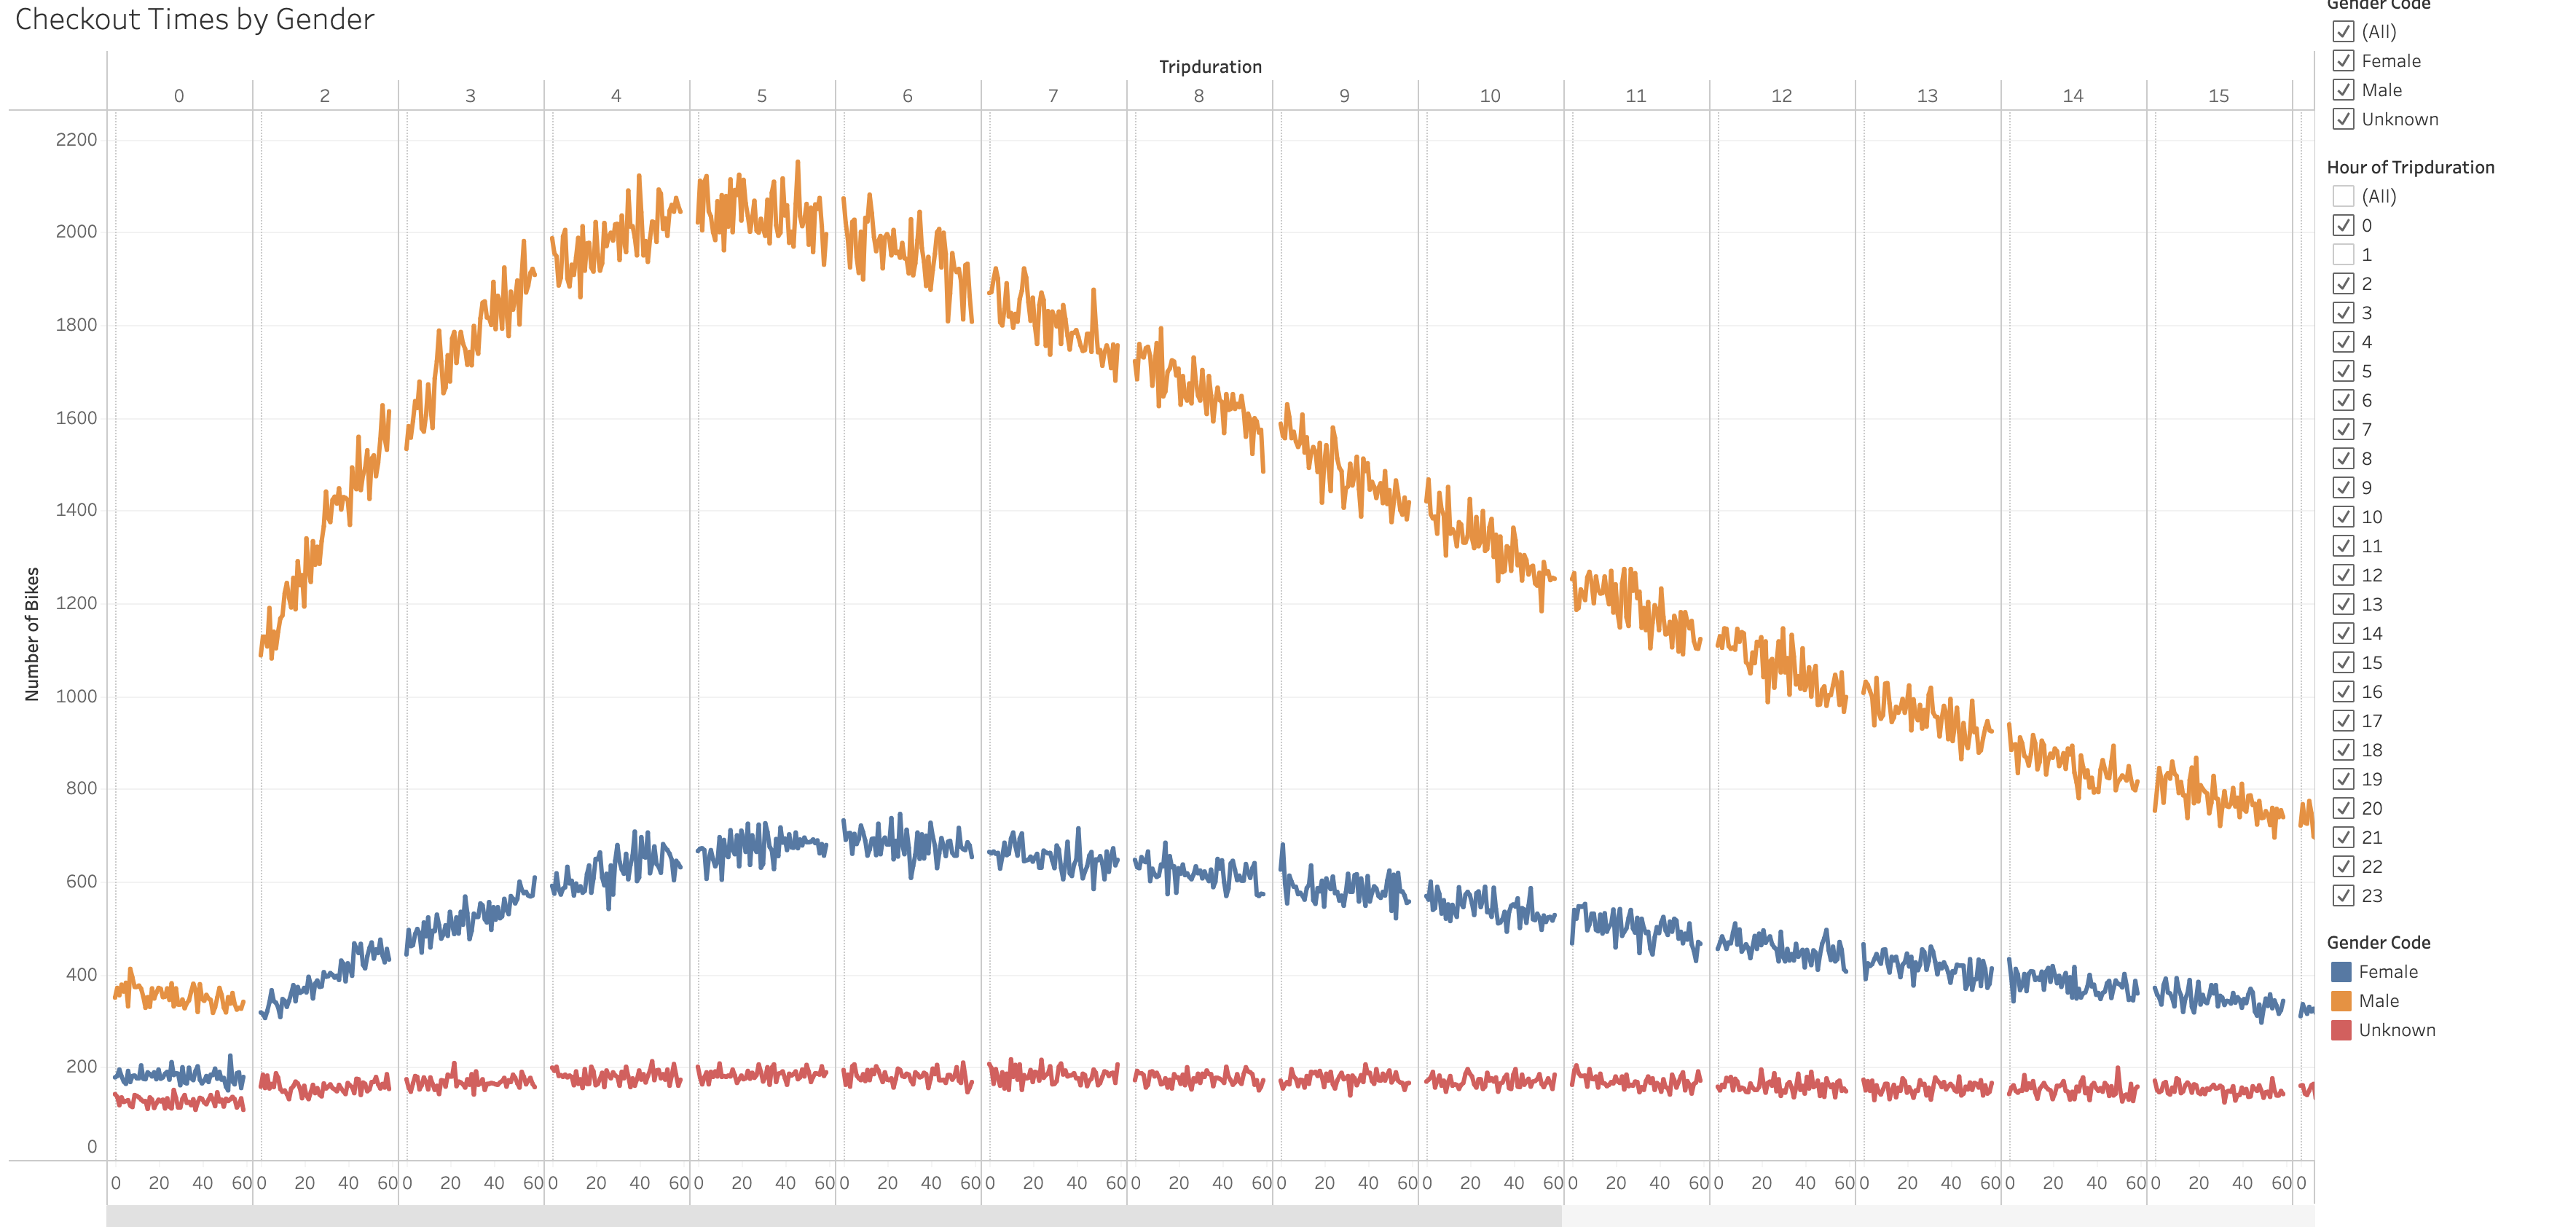 Checkout Times by Gender
Tripduration
0 2 3 4 5 6 7 8 9 10 11 12 13 14 15
Number of Bikes
2200
2000
1800
1600
1400
1200
1000
800
600
400
200
0
0 20 40 60 0 20 40 60 0 20 40 60 0 20 40 60 0 20 40 60 0 20 40 60 0 20 40 60 0 20 40 60 0 20 40 60 0 20 40 60 0 20 40 60 0 20 40 60 0 20 40 60 0 20 40 60 0 20 40 60 0
Gender Code
(All)
Female
Male
Unknown
Hour of Tripduration
(All)
0
1
2
3
4
5
6
7
8
9
10
11
12
13
14
15
16
17
18
19
20
21
22
23
Gender Code
Female
Male
Unknown